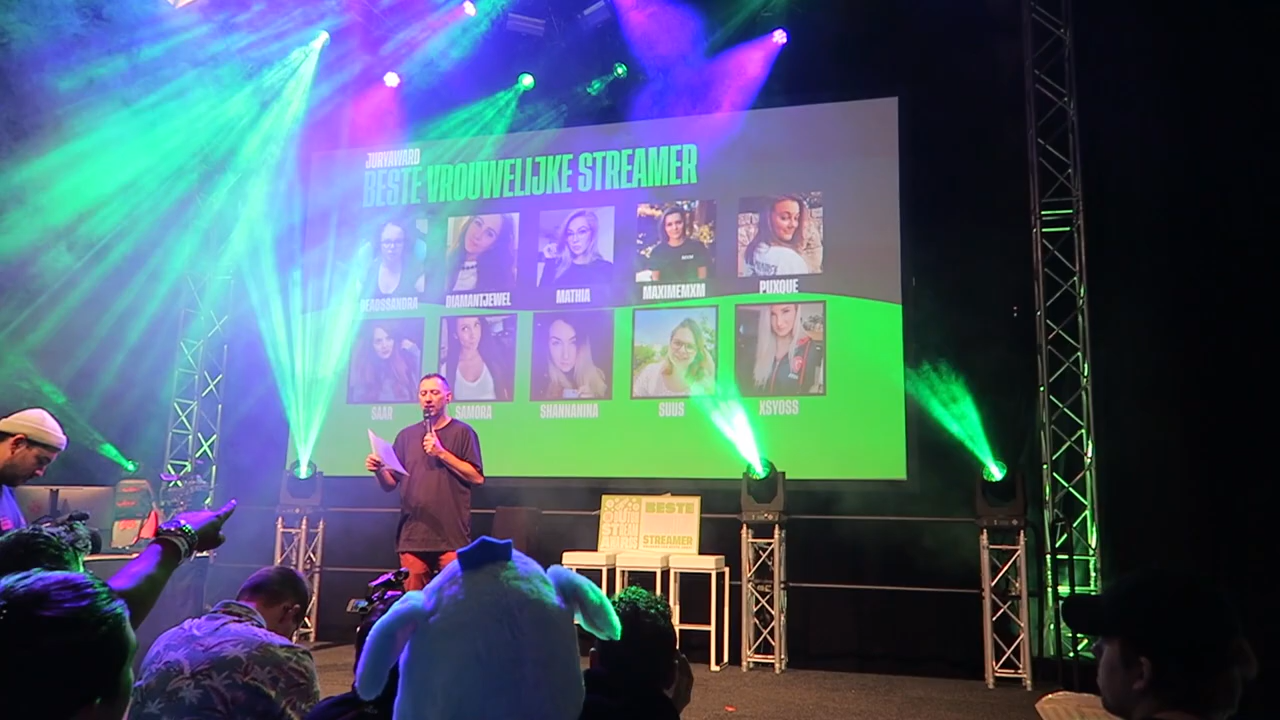 JURYAWARD
BESTE VROUWELIJKE STREAMER
DIAMANTJEWEL
MATHIA
MAXIMEMXM
PUXQUE
SAAR
SAMORA
SHANNANINA
SUUS
XSYOSS
BESTE
STREAMER